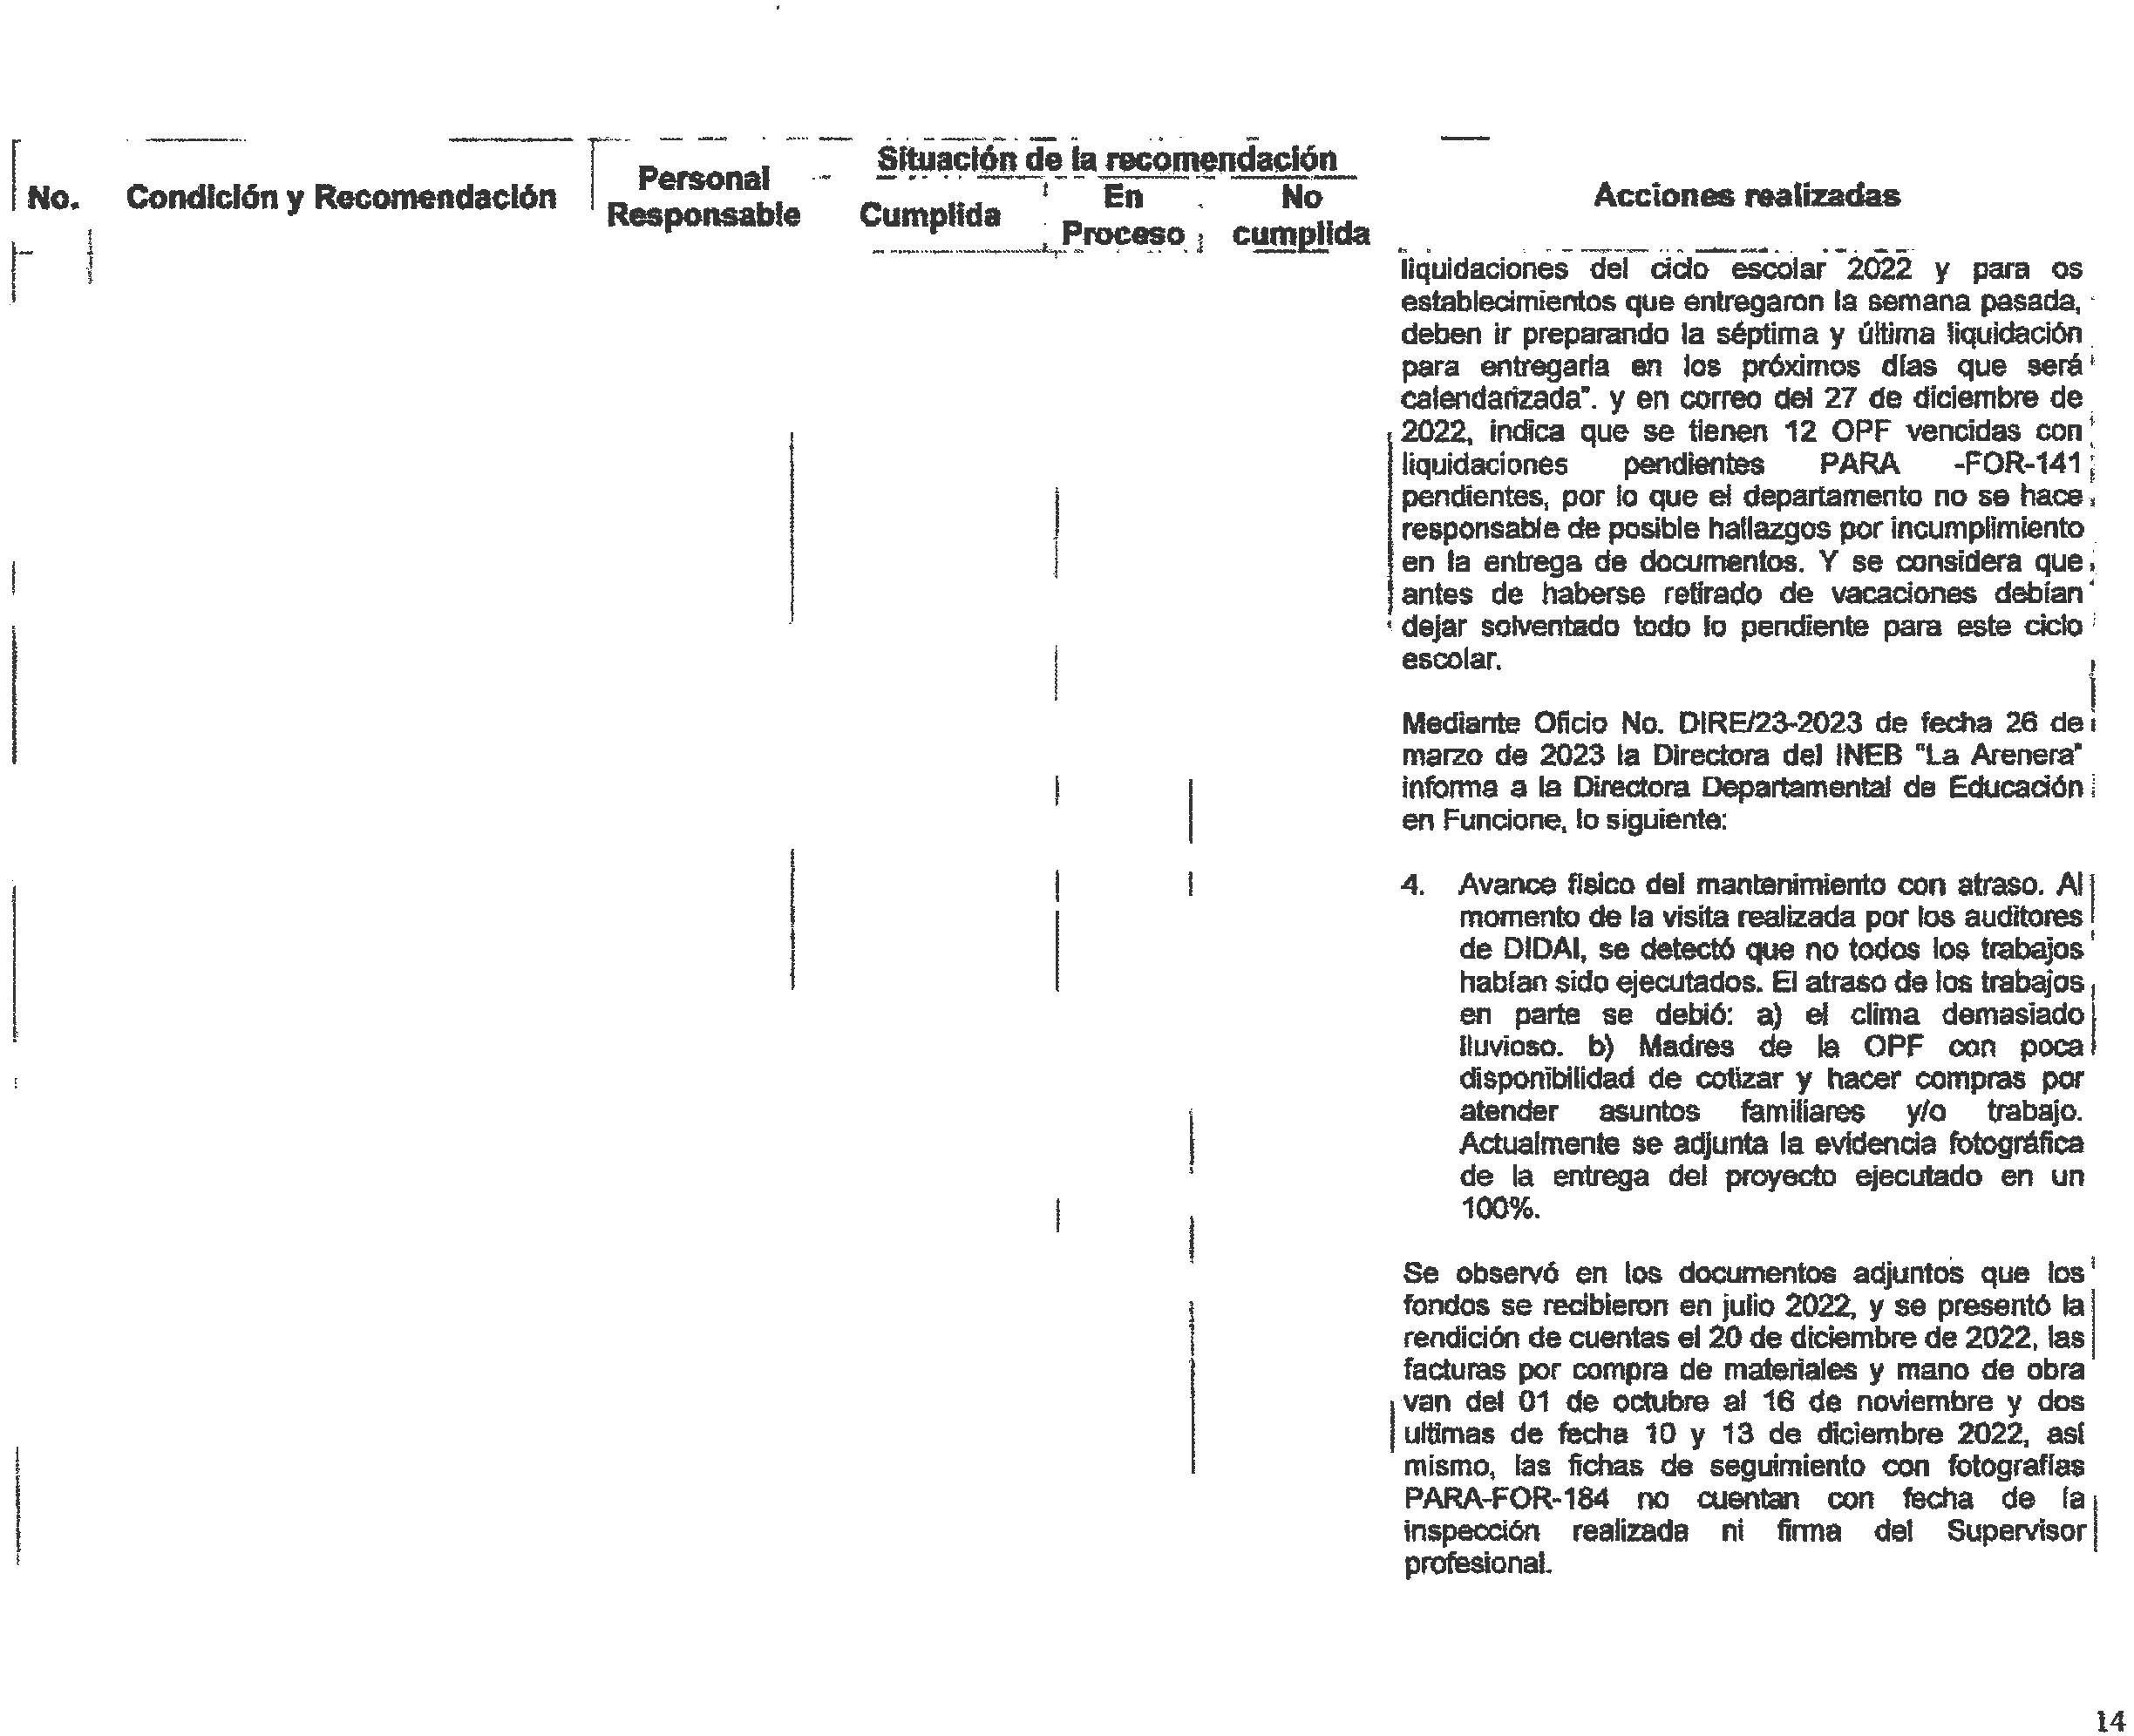 No.
Condición y Recomendación
Personal
Responsable
Situación de la recomendación
Cumplida
En
Proceso
No
cumplida
Acciones realizadas
liquidaciones del ciclo escolar 2022 y para os
establecimientos que entregaron la semana pasada,
deben ir preparando la séptima y última liquidación
para entregarla en los próximos días que será
calendarizada". y en correo del 27 de diciembre de
2022, indica que se tienen 12 OPF vencidas con
liquidaciones pendientes PARA -FOR-141
pendientes, por lo que el departamento no se hace
responsable de posible hallazgos por incumplimiento
en la entrega de documentos. Y se considera que
antes de haberse retirado de vacaciones debían
dejar solventado todo lo pendiente para este ciclo
escolar.
Mediante Oficio No. DIRE/23-2023 de fecha 26 de
marzo de 2023 la Directora del INEB "La Arenera"
informa a la Directora Departamental de Educación
en Funcione, lo siguiente:
4. Avance físico del mantenimiento con atraso. Al
momento de la visita realizada por los auditores
de DIDAI, se detectó que no todos los trabajos
habían sido ejecutados. El atraso de los trabajos
en parte se debió: a) el clima demasiado
lluvioso. b) Madres de la OPF con poca
disponibilidad de cotizar y hacer compras por
atender asuntos familiares y/o trabajo.
Actualmente se adjunta la evidencia fotográfica
de la entrega del proyecto ejecutado en un
100%.
Se observó en los documentos adjuntos que los
fondos se recibieron en julio 2022, y se presentó la
rendición de cuentas el 20 de diciembre de 2022, las
facturas por compra de materiales y mano de obra
van del 01 de octubre al 16 de noviembre y dos
ultimas de fecha 10 y 13 de diciembre 2022, así
mismo, las fichas de seguimiento con fotografías
PARA-FOR-184 no cuentan con fecha de la
inspección realizada ni firma del Supervisor
profesional.
14